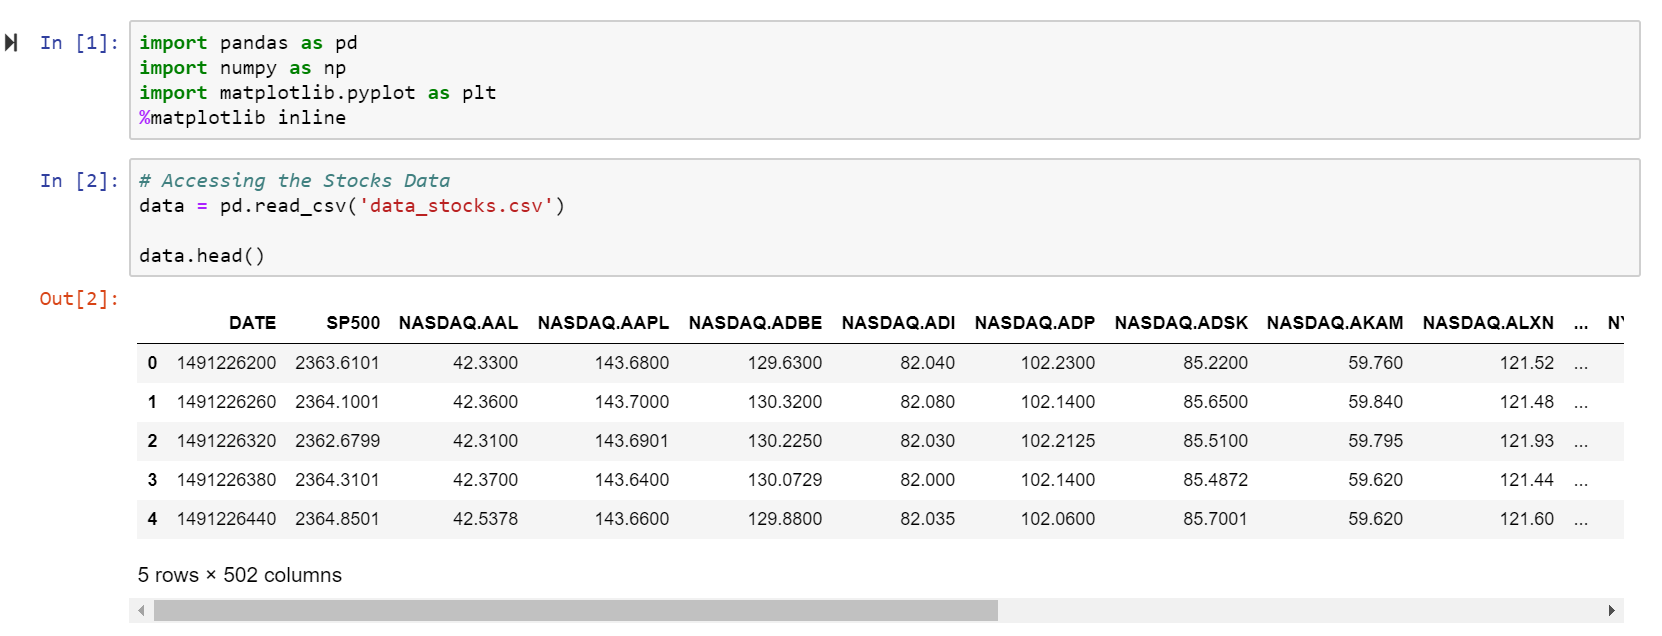 In [1]:
import pandas as pd
import numpy as np
import matplotlib.pyplot as plt
%matplotlib inline
In [2]:
# Accessing the Stocks Data
data = pd.read_csv('data_stocks.csv')
data.head()
Out[2]:
DATE SP500 NASDAQ.AAL NASDAQ.AAPL NASDAQ.ADBE NASDAQ.ADI NASDAQ.ADP NASDAQ.ADSK NASDAQ.AKAM NASDAQ.ALXN ...
0 1491226200 2363.6101 42.3300 143.6800 129.6300 82.040 102.2300 85.2200 59.760 121.52 ...
1 1491226260 2364.1001 42.3600 143.7000 130.3200 82.080 102.1400 85.6500 59.840 121.48 ...
2 1491226320 2362.6799 42.3100 143.6901 130.2250 82.030 102.2125 85.5100 59.795 121.93 ...
3 1491226380 2364.3101 42.3700 143.6400 130.0729 82.000 102.1400 85.4872 59.620 121.44 ...
4 1491226440 2364.8501 42.5378 143.6600 129.8800 82.035 102.0600 85.7001 59.620 121.60 ...
5 rows × 502 columns